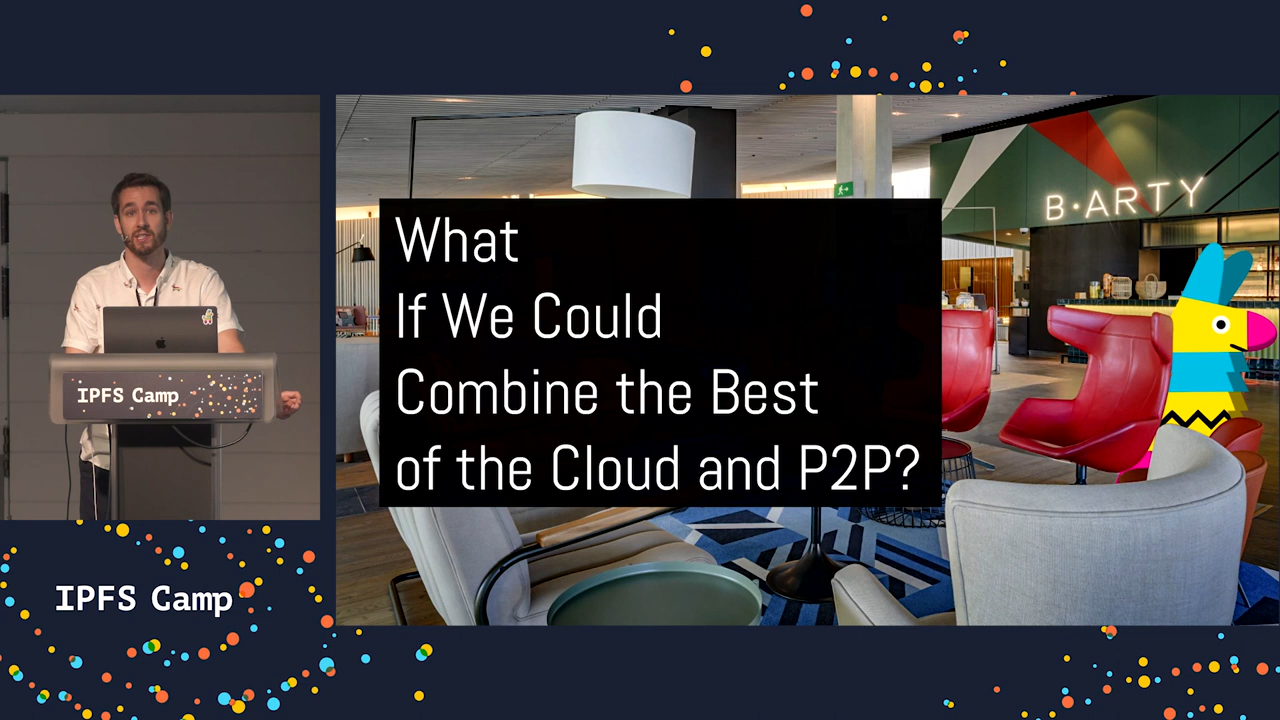 B·ARTY
What
If We Could
Combine the Best
of the Cloud and P2P?
IPFS Camp
IPFS Camp